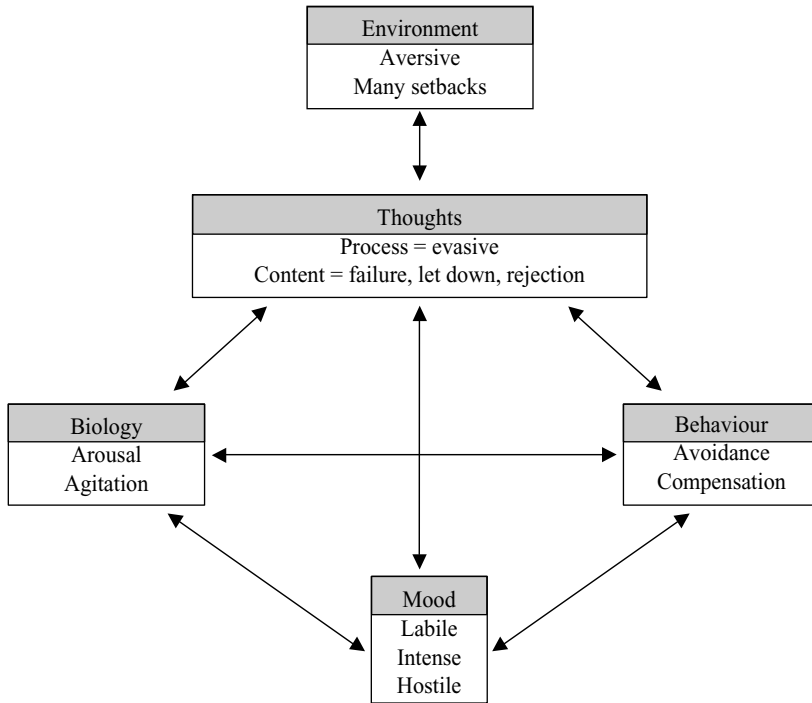 Environment
Aversive
Many setbacks
Thoughts
Process = evasive
Content = failure, let down, rejection
Biology
Arousal
Agitation
Behaviour
Avoidance
Compensation
Mood
Labile
Intense
Hostile